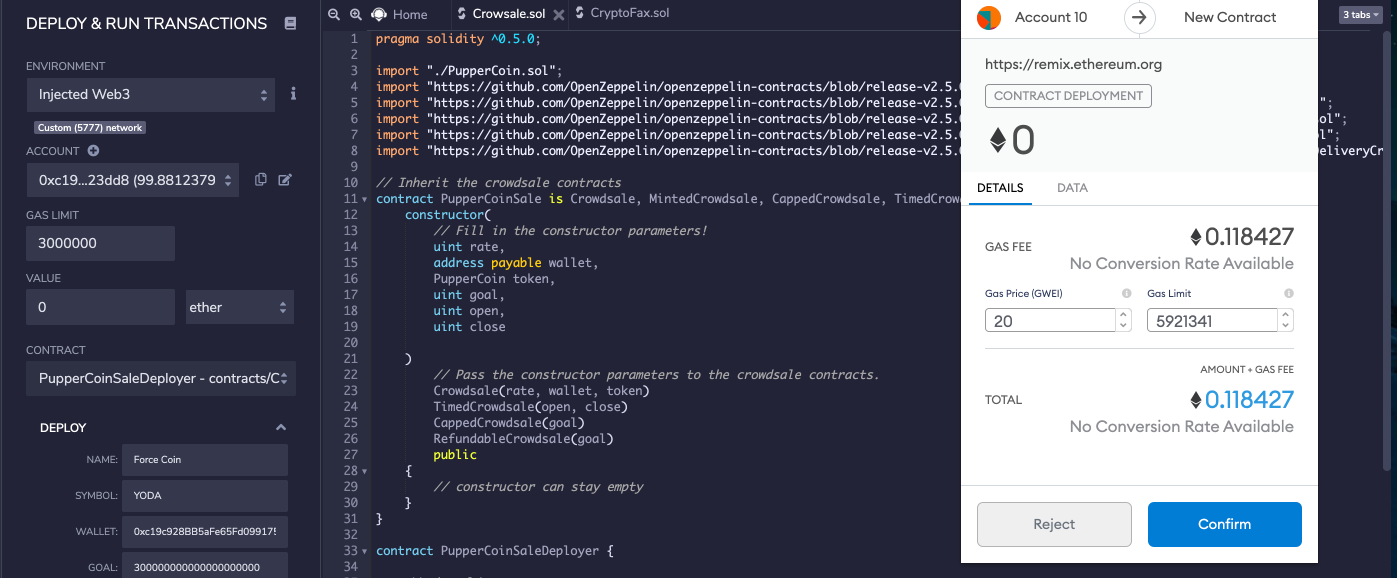 DEPLOY & RUN TRANSACTIONS
ENVIRONMENT
Injected Web3
Custom (5777) network
ACCOUNT
0xc19...23dd8 (99.8812379
GAS LIMIT
3000000
VALUE
0
ether
CONTRACT
PupperCoinSaleDeployer - contracts/C
DEPLOY
NAME: Force Coin
SYMBOL: YODA
WALLET: 0xc19c928BB5aFe65Fd09917
GOAL: 300000000000000000000
Home
Crowsale.sol
CryptoFax.sol
3 tabs
1 pragma solidity ^0.5.0;
2
3 import "./PupperCoin.sol";
4 import "https://github.com/OpenZeppelin/openzeppelin-contracts/blob/release-v2.5.0
5 import "https://github.com/OpenZeppelin/openzeppelin-contracts/blob/release-v2.5.0 ";
6 import "https://github.com/OpenZeppelin/openzeppelin-contracts/blob/release-v2.5.0 ol";
7 import "https://github.com/OpenZeppelin/openzeppelin-contracts/blob/release-v2.5.0 l";
8 import "https://github.com/OpenZeppelin/openzeppelin-contracts/blob/release-v2.5.0 DeliveryCr
9
10 // Inherit the crowdsale contracts
11 contract PupperCoinSale is Crowdsale, MintedCrowdsale, CappedCrowdsale, TimedCrow
12 constructor(
13 // Fill in the constructor parameters!
14 uint rate,
15 address payable wallet,
16 PupperCoin token,
17 uint goal,
18 uint open,
19 uint close
20
21 )
22 // Pass the constructor parameters to the crowdsale contracts.
23 Crowdsale(rate, wallet, token)
24 TimedCrowdsale(open, close)
25 CappedCrowdsale(goal)
26 RefundableCrowdsale(goal)
27 public
28 {
29 // constructor can stay empty
30 }
31 }
32
33 contract PupperCoinSaleDeployer {
34
Account 10
New Contract
https://remix.ethereum.org
CONTRACT DEPLOYMENT
0
DETAILS
DATA
GAS FEE
0.118427
No Conversion Rate Available
Gas Price (GWEI)
Gas Limit
20
5921341
AMOUNT + GAS FEE
TOTAL
0.118427
No Conversion Rate Available
Reject
Confirm